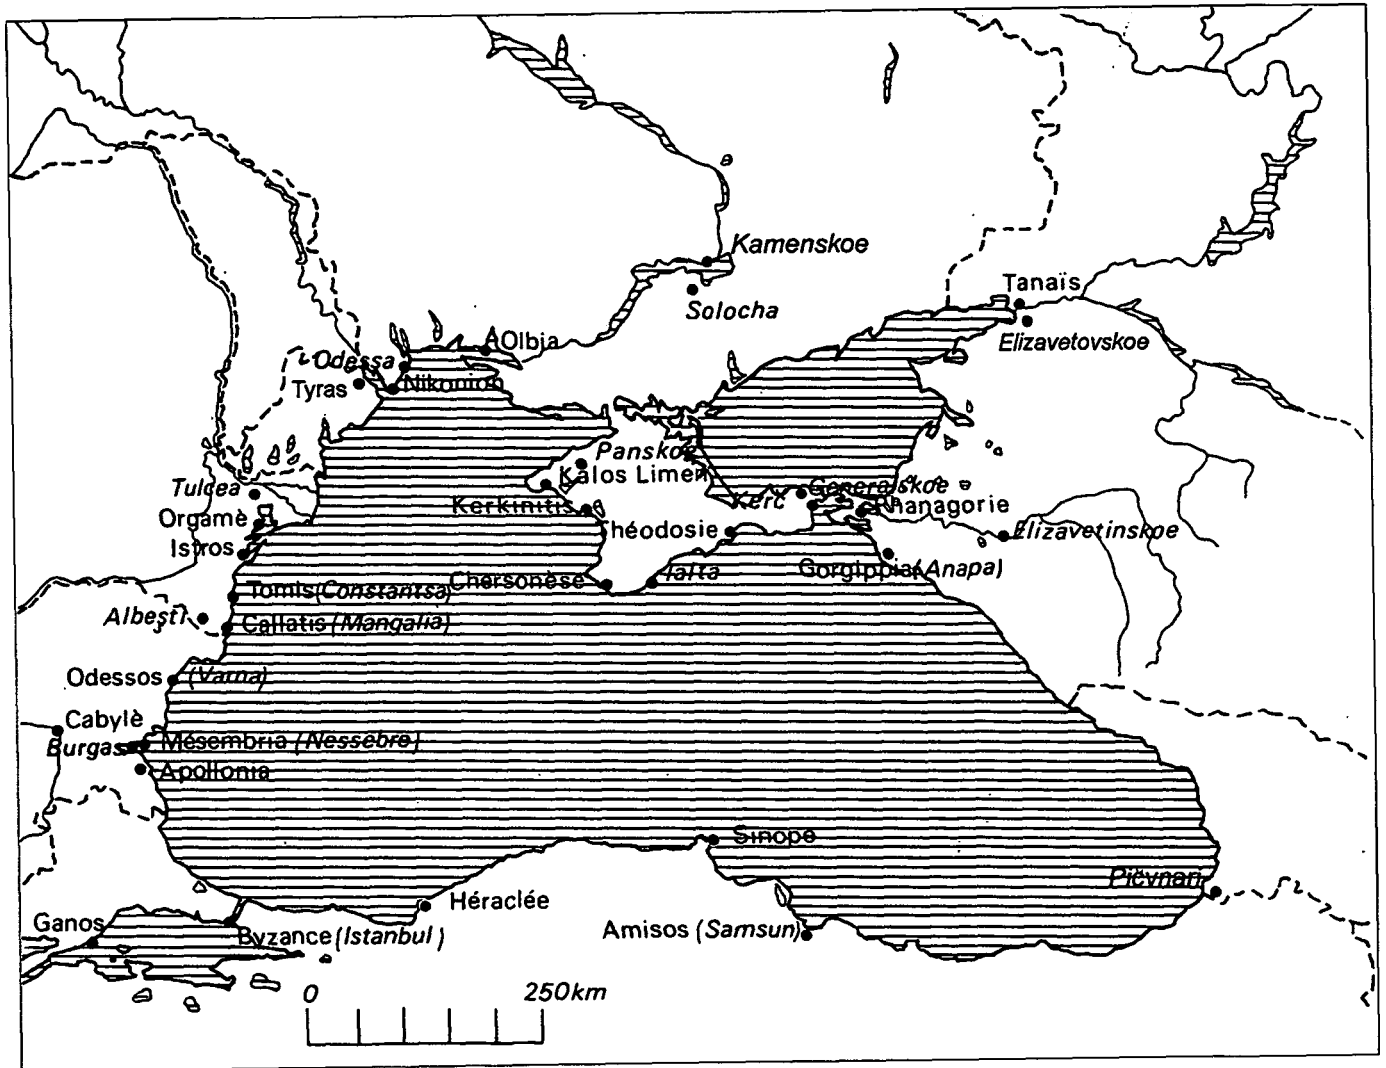 Kamenskoe
Solocha
Tanaïs
Elizavetovskoe
Olbia
Odessa
Tyras
Nikonion
Panskoe
Kalos Limen
Tulcea
Generalskoe
Kerč
Kerkinitis
Phanagorie
Orgamè
Théodosie
Elizavetinskoe
Istros
Ialta
Gorgippia (Anapa)
Chersonèse
Tomis (Constantsa)
Albeşti
Callatis (Mangalia)
Odessos (Varna)
Cabylè
Burgas
Mésembria (Nessèbre)
Apollonia
Sinope
Pičvnari
Héraclée
Ganos
Byzance (Istanbul)
Amisos (Samsun)
0 250km